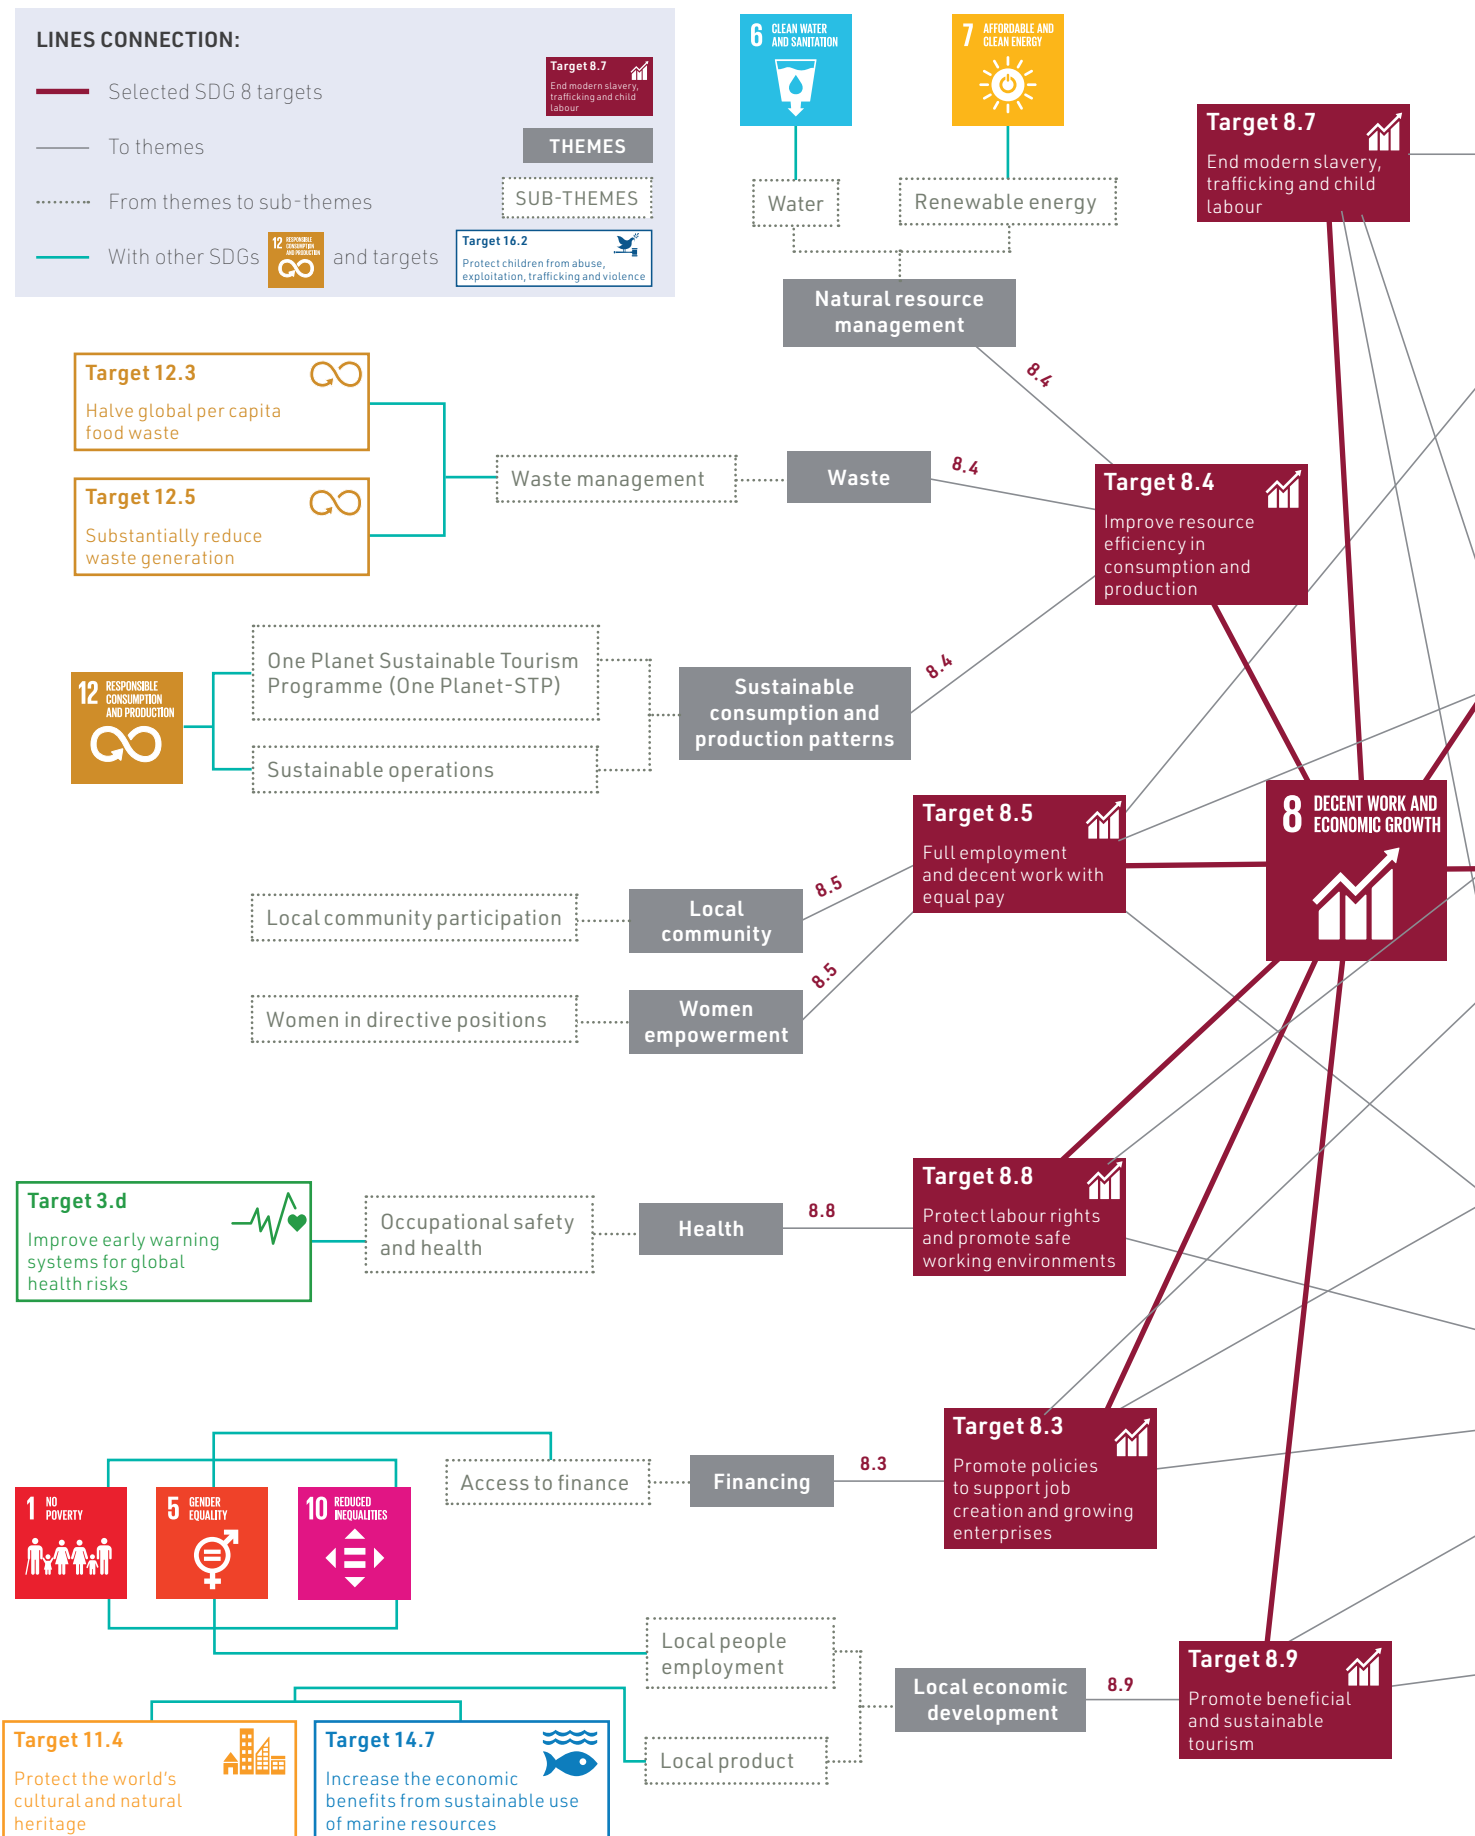 LINES CONNECTION:
Selected SDG 8 targets
Target 8.7
End modern slavery,
trafficking and child
labour
To themes
THEMES
From themes to sub-themes
SUB-THEMES
With other SDGs
12 RESPONSIBLE
CONSUMPTION
AND PRODUCTION
and targets
Target 16.2
Protect children from abuse,
exploitation, trafficking and violence
6 CLEAN WATER
AND SANITATION
7 AFFORDABLE AND
CLEAN ENERGY
Water
Renewable energy
Natural resource
management
8.4
Target 8.7
End modern slavery,
trafficking and child
labour
Target 12.3
Halve global per capita
food waste
Target 12.5
Substantially reduce
waste generation
Waste management
Waste
8.4
Target 8.4
Improve resource
efficiency in
consumption and
production
12 RESPONSIBLE
CONSUMPTION
AND PRODUCTION
One Planet Sustainable Tourism
Programme (One Planet-STP)
Sustainable operations
Sustainable
consumption and
production patterns
8.4
Target 8.5
Full employment
and decent work with
equal pay
8 DECENT WORK AND
ECONOMIC GROWTH
Local community participation
Local
community
8.5
Women in directive positions
Women
empowerment
8.5
Target 3.d
Improve early warning
systems for global
health risks
Occupational safety
and health
Health
8.8
Target 8.8
Protect labour rights
and promote safe
working environments
1 NO
POVERTY
5 GENDER
EQUALITY
10 REDUCED
INEQUALITIES
Access to finance
Financing
8.3
Target 8.3
Promote policies
to support job
creation and growing
enterprises
Local people
employment
Local product
Local economic
development
8.9
Target 8.9
Promote beneficial
and sustainable
tourism
Target 11.4
Protect the world's
cultural and natural
heritage
Target 14.7
Increase the economic
benefits from sustainable use
of marine resources